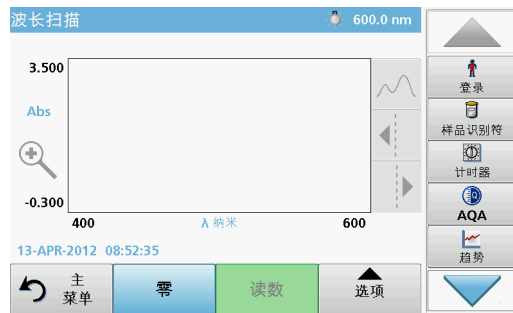 波长扫描
600.0 nm
3.500
Abs
-0.300
400
λ 纳米
600
13-APR-2012 08:52:35
主
菜单
零
读数
选项
登录
样品识别符
计时器
AQA
趋势